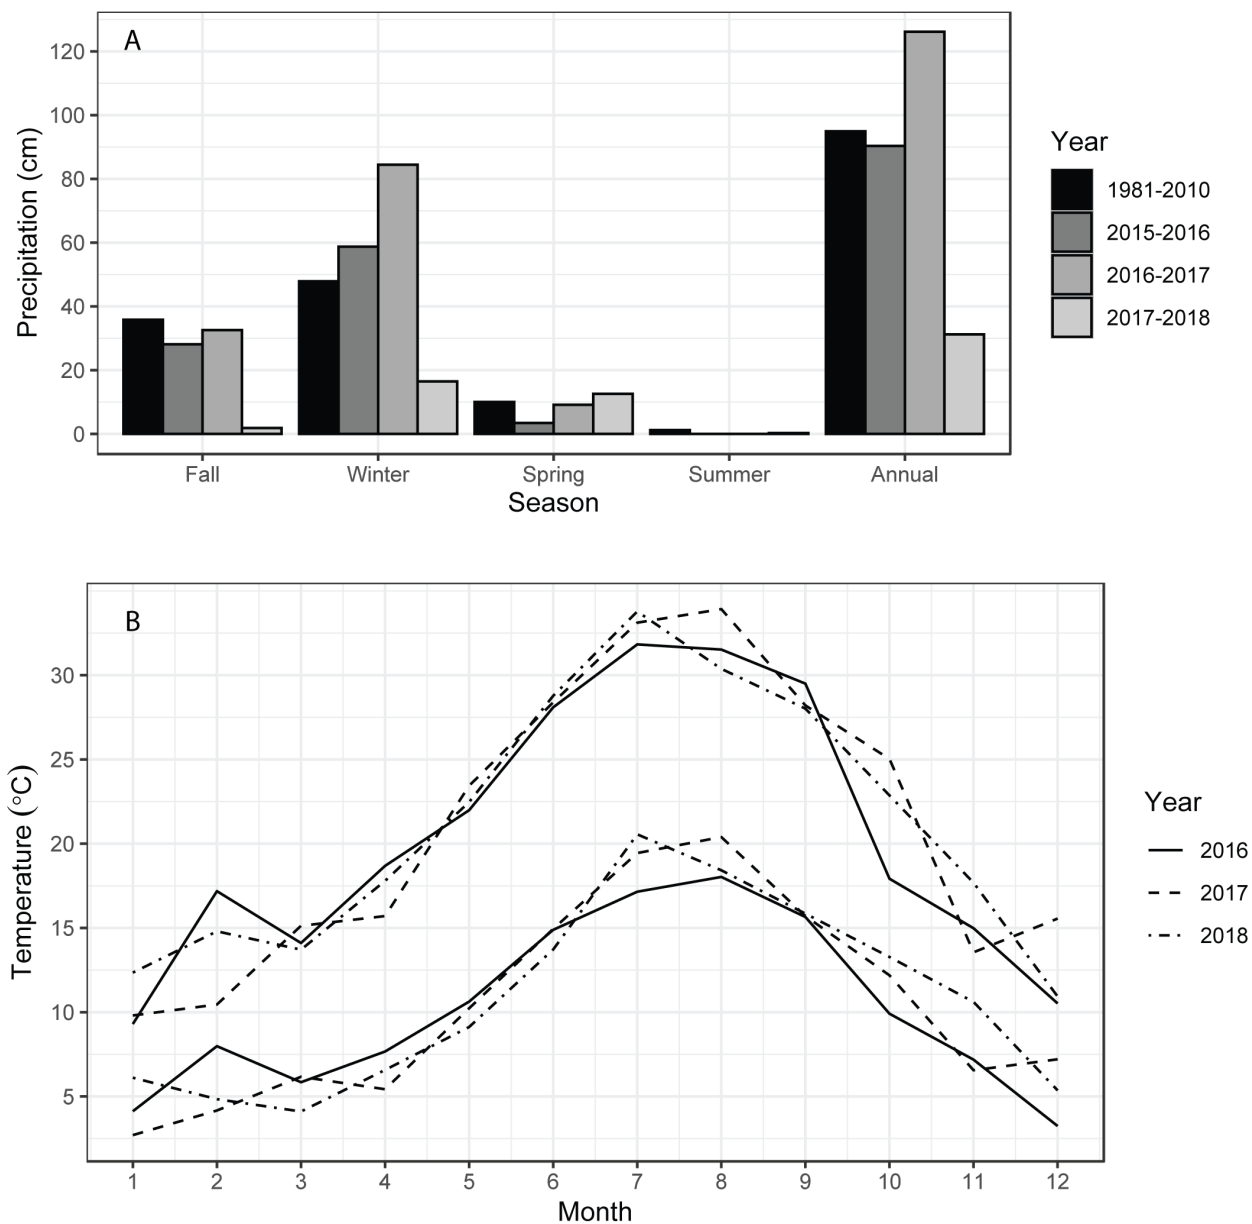 A
120
100
80
60
40
20
0
Precipitation (cm)
Fall Winter Spring Summer Annual
Season
Year
1981-2010
2015-2016
2016-2017
2017-2018
B
30
25
20
15
10
5
Temperature (°C)
1 2 3 4 5 6 7 8 9 10 11 12
Month
Year
2016
2017
2018